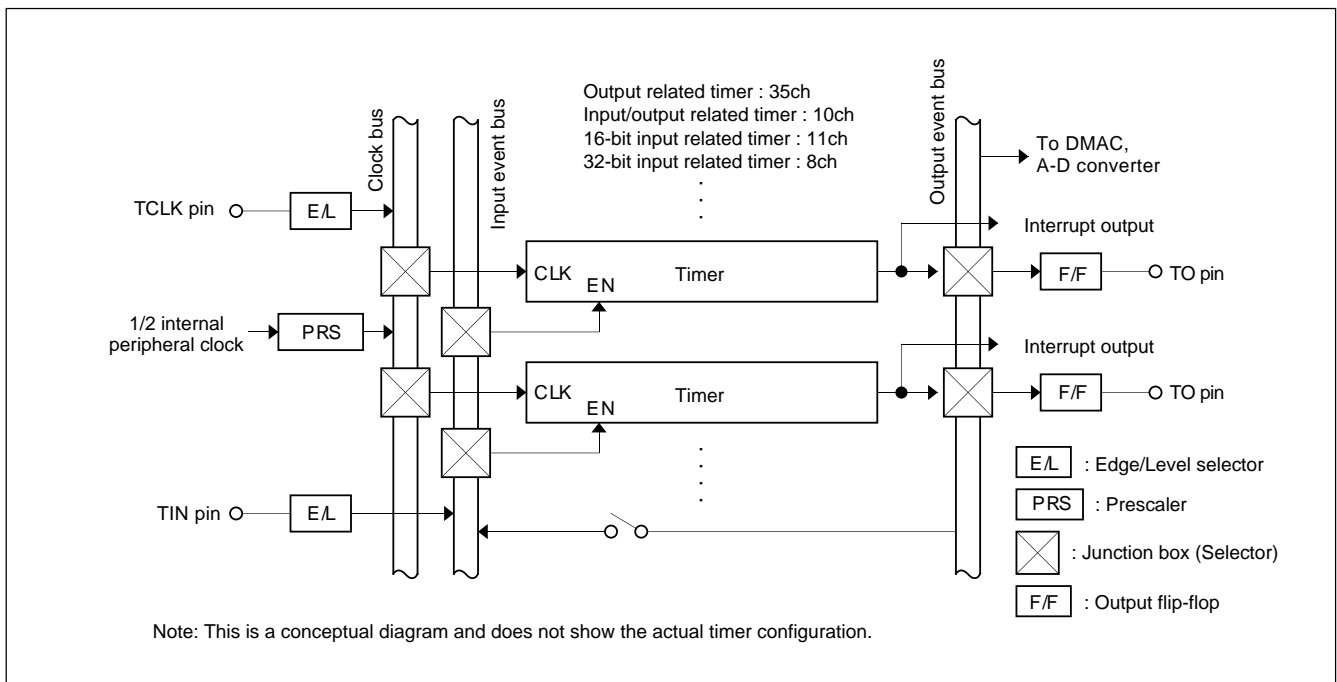 Output related timer : 35ch
Input/output related timer : 10ch
16-bit input related timer : 11ch
32-bit input related timer : 8ch
Clock bus
Input event bus
Output event bus
To DMAC,
A-D converter
TCLK pin
E/L
Interrupt output
CLK
EN
Timer
F/F
TO pin
1/2 internal
peripheral clock
PRS
Interrupt output
CLK
EN
Timer
F/F
TO pin
TIN pin
E/L
E/L : Edge/Level selector
PRS : Prescaler
: Junction box (Selector)
F/F : Output flip-flop
Note: This is a conceptual diagram and does not show the actual timer configuration.